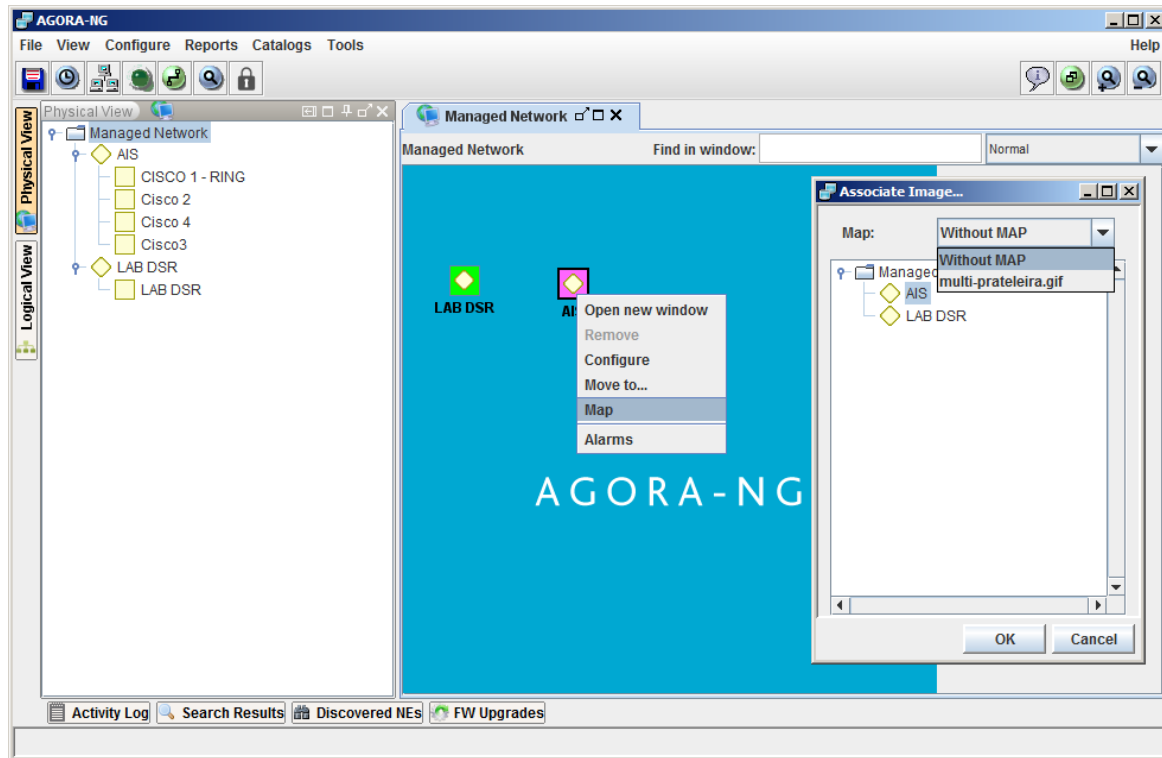 AGORA-NG
File View Configure Reports Catalogs Tools Help
Physical View
Logical View
Physical View
Managed Network
AIS
CISCO 1 - RING
Cisco 2
Cisco 4
Cisco3
LAB DSR
LAB DSR
Managed Network
Managed Network Find in window: Normal
LAB DSR
Open new window
Remove
Configure
Move to...
Map
Alarms
AGORA-NG
Associate Image...
Map: Without MAP
Without MAP
multi-prateleira.gif
Managed
AIS
LAB DSR
OK Cancel
Activity Log Search Results Discovered NEs FW Upgrades